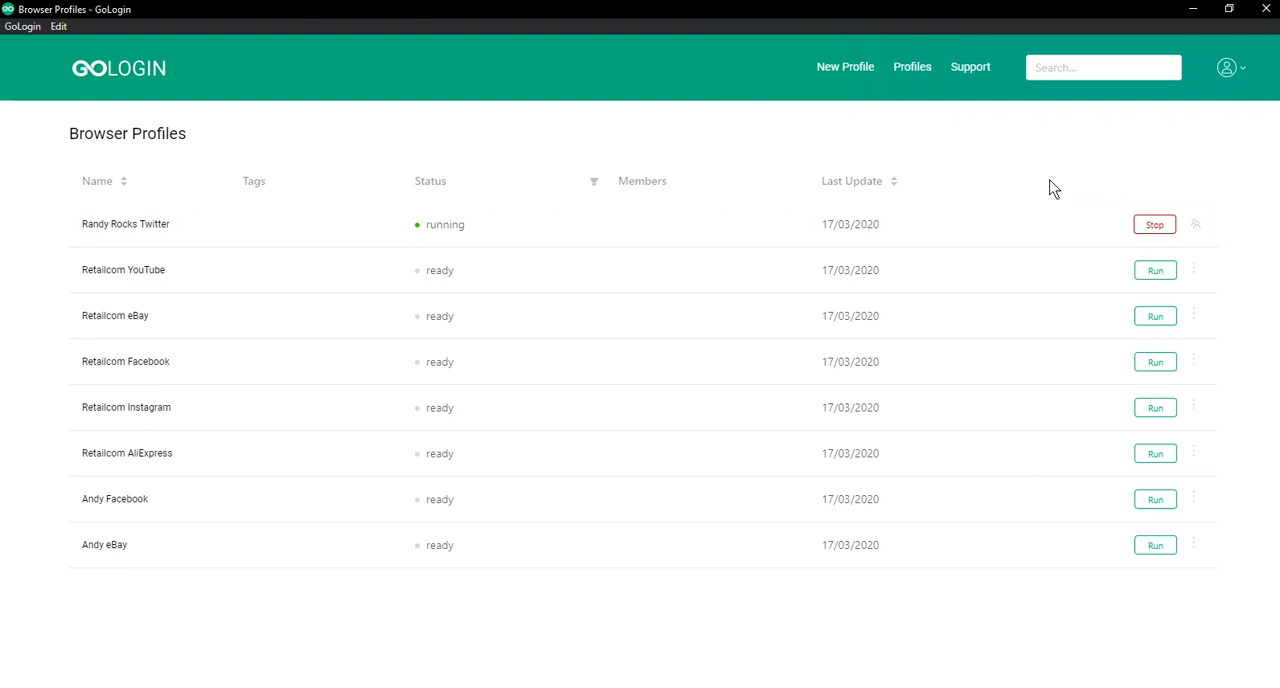 Browser Profiles - GoLogin
GoLogin Edit
GOLOGIN New Profile Profiles Support Search...
Browser Profiles
Name Tags Status Members Last Update
Randy Rocks Twitter running 17/03/2020 Stop
Retailcom YouTube ready 17/03/2020 Run
Retailcom eBay ready 17/03/2020 Run
Retailcom Facebook ready 17/03/2020 Run
Retailcom Instagram ready 17/03/2020 Run
Retailcom AliExpress ready 17/03/2020 Run
Andy Facebook ready 17/03/2020 Run
Andy eBay ready 17/03/2020 Run